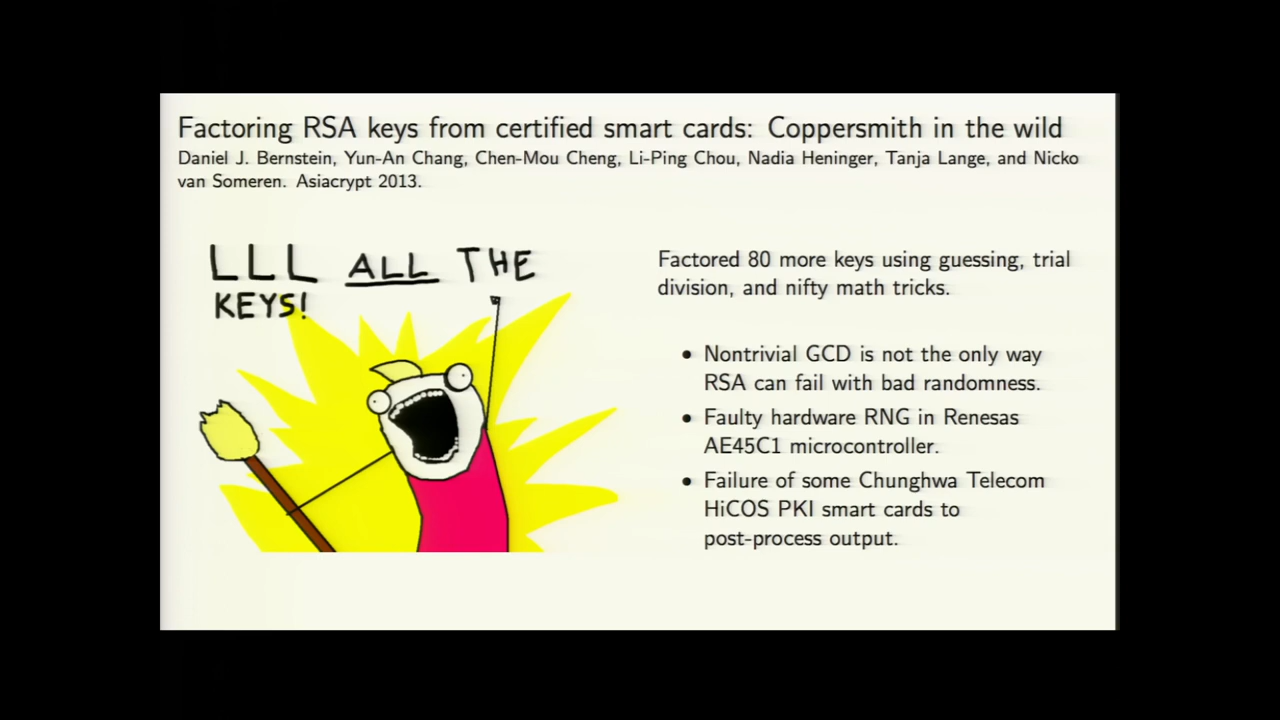 Factoring RSA keys from certified smart cards: Coppersmith in the wild
Daniel J. Bernstein, Yun-An Chang, Chen-Mou Cheng, Li-Ping Chou, Nadia Heninger, Tanja Lange, and Nicko
van Someren. Asiacrypt 2013.
LLL ALL THE
KEYS!
Factored 80 more keys using guessing, trial
division, and nifty math tricks.
• Nontrivial GCD is not the only way
RSA can fail with bad randomness.
• Faulty hardware RNG in Renesas
AE45C1 microcontroller.
• Failure of some Chunghwa Telecom
HiCOS PKI smart cards to
post-process output.